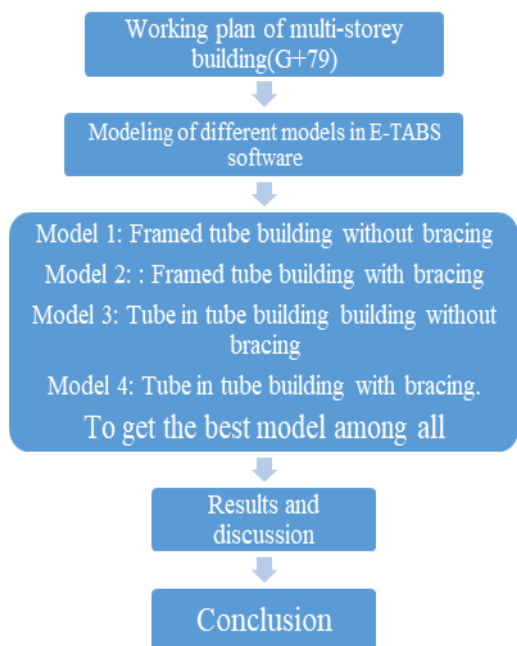 Working plan of multi-storey
building(G+79)
Modeling of different models in E-TABS
software
Model 1: Framed tube building without bracing
Model 2: : Framed tube building with bracing
Model 3: Tube in tube building building without
bracing
Model 4: Tube in tube building with bracing.
To get the best model among all
Results and
discussion
Conclusion